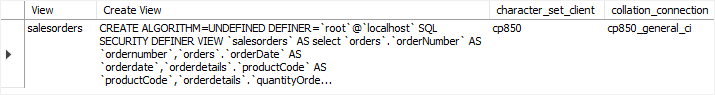 View Create View character_set_client collation_connection
salesorders CREATE ALGORITHM=UNDEFINED DEFINER=`root`@`localhost` SQL cp850 cp850_general_ci
SECURITY DEFINER VIEW `salesorders` AS select `orders`.`orderNumber` AS
`ordernumber`,`orders`.`orderDate` AS
`orderdate`,`orderdetails`.`productCode` AS
`productCode`,`orderdetails`.`quantityOrde...